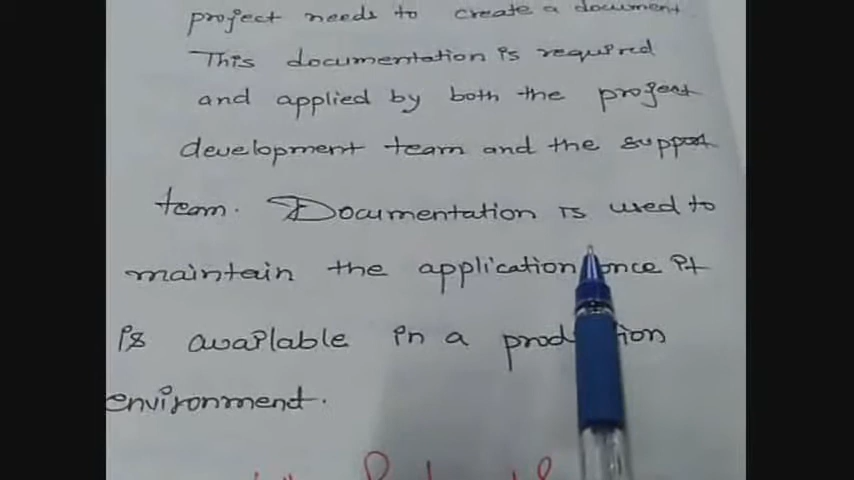 project needs to create a document
This documentation is required
and applied by both the project
development team and the support
team. Documentation is used to
maintain the application once it
is available in a production
environment.